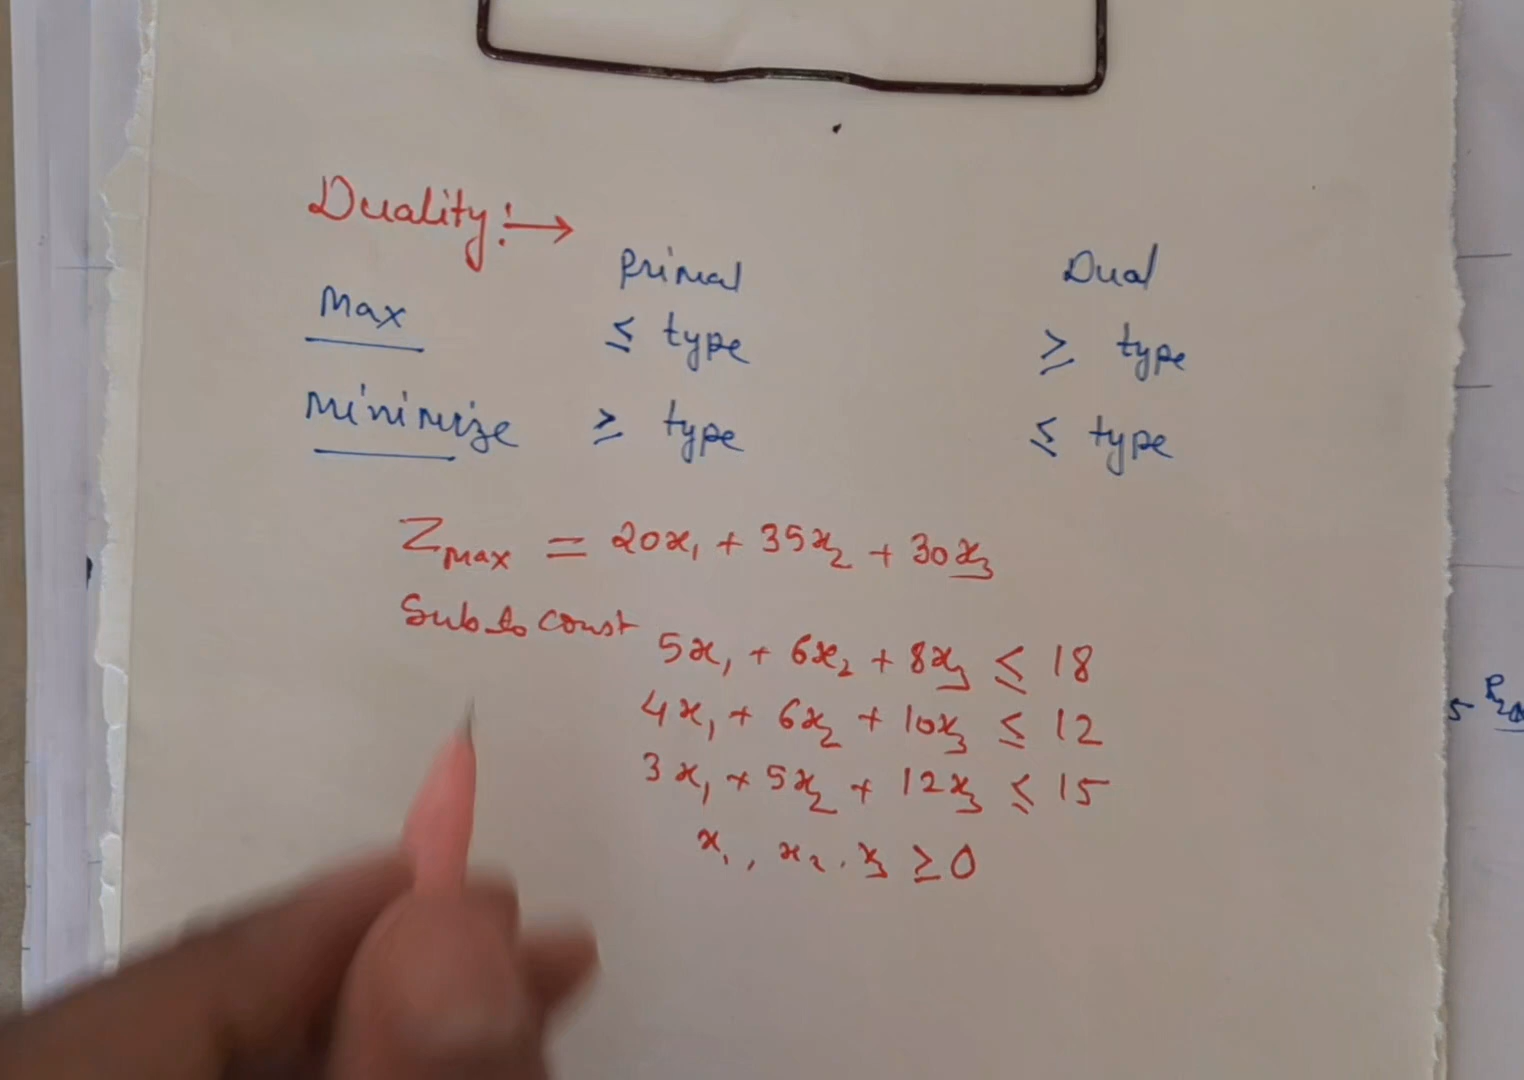 Duality:→
Primal Dual
Max ≤ type ≥ type
Minimize ≥ type ≤ type
Zmax = 20x₁ + 35x₂ + 30x₃
Sub to const
5x₁ + 6x₂ + 8x₃ ≤ 18
4x₁ + 6x₂ + 10x₃ ≤ 12
3x₁ + 5x₂ + 12x₃ ≤ 15
x₁, x₂, x₃ ≥ 0